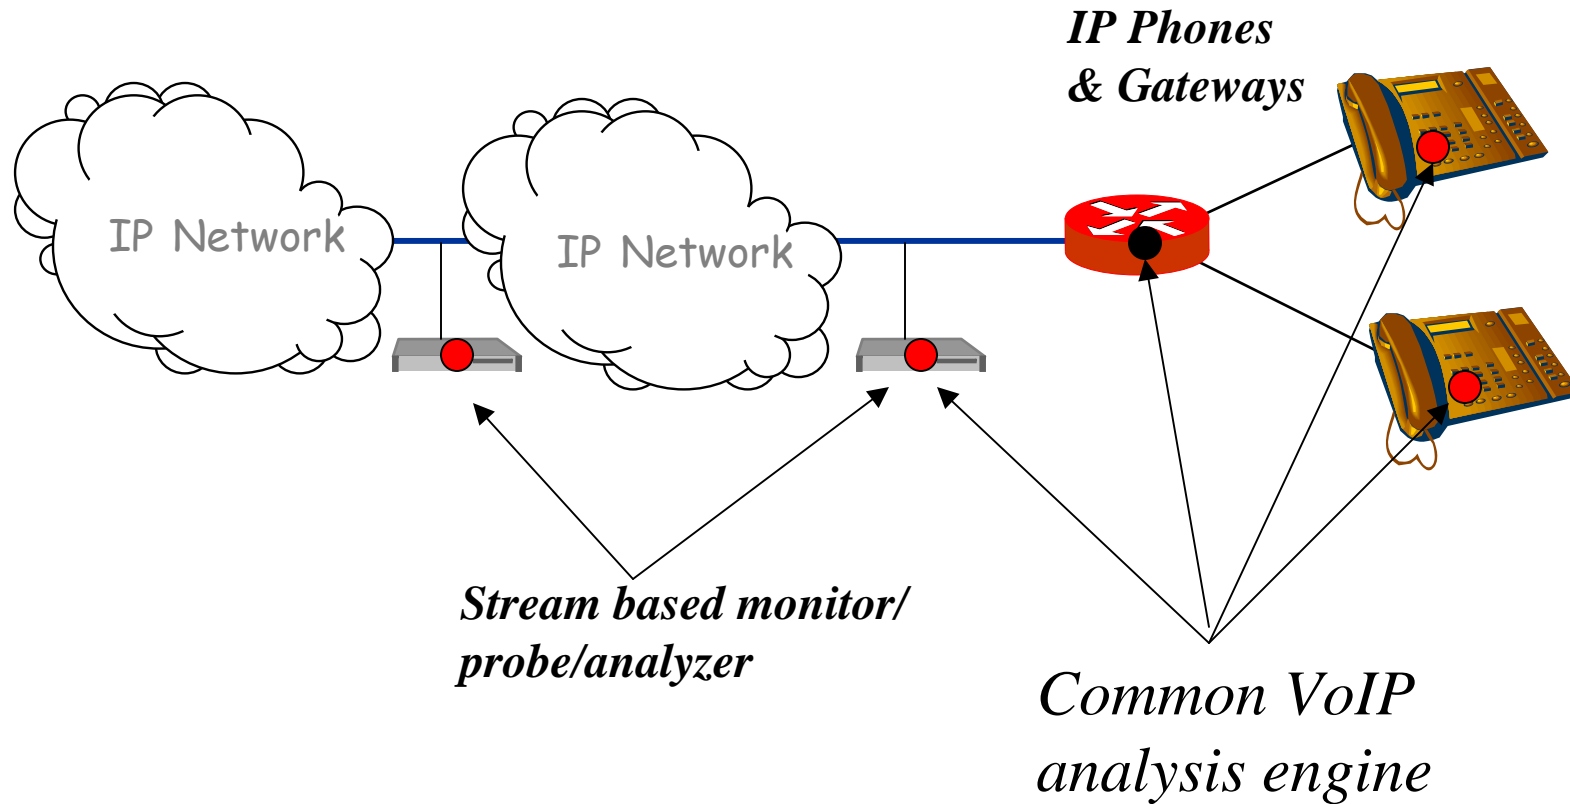 IP Phones
& Gateways
IP Network
IP Network
Stream based monitor/
probe/analyzer
Common VoIP
analysis engine